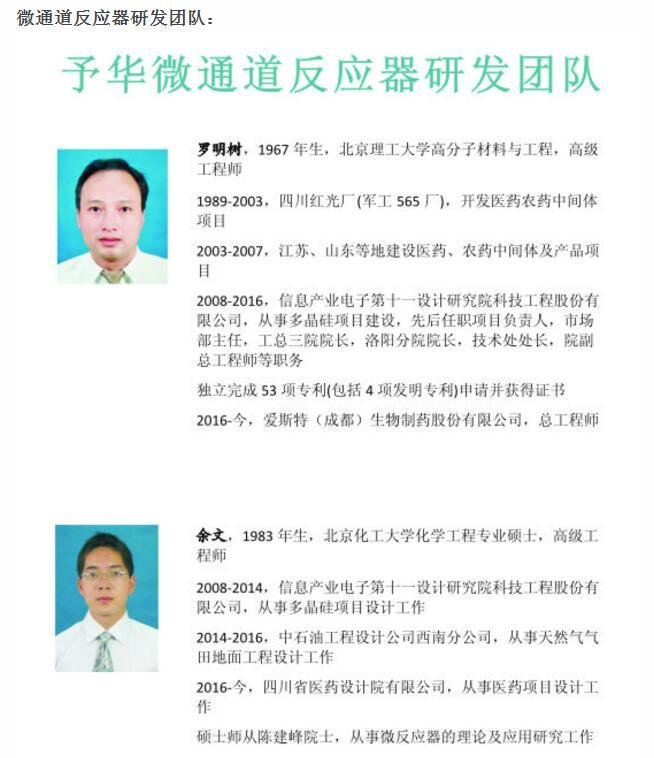 微通道反应器研发团队：
予华微通道反应器研发团队
罗明树，1967 年生，北京理工大学高分子材料与工程，高级
工程师
1989-2003，四川红光厂(军工 565 厂)，开发医药农药中间体
项目
2003-2007，江苏、山东等地建设医药、农药中间体及产品项
目
2008-2016，信息产业电子第十一设计研究院科技工程股份有
限公司，从事多晶硅项目建设，先后任职项目负责人，市场
部主任，工总三院院长，洛阳分院院长，技术处处长，院副
总工程师等职务
独立完成 53 项专利(包括 4 项发明专利)申请并获得证书
2016-今，爱斯特（成都）生物制药股份有限公司，总工程师
余文，1983 年生，北京化工大学化学工程专业硕士，高级工
程师
2008-2014，信息产业电子第十一设计研究院科技工程股份有
限公司，从事多晶硅项目设计工作
2014-2016，中石油工程设计公司西南分公司，从事天然气气
田地面工程设计工作
2016-今，四川省医药设计院有限公司，从事医药项目设计工
作
硕士师从陈建峰院士，从事微反应器的理论及应用研究工作